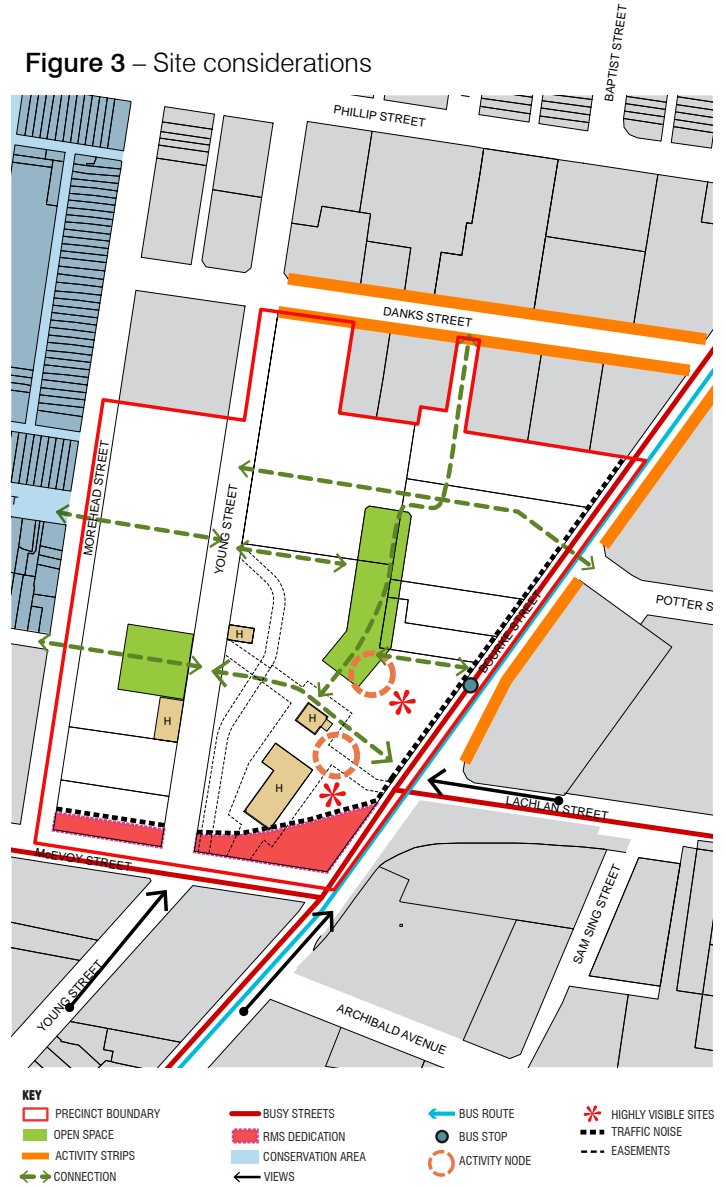 BAPTIST STREET
Figure 3 – Site considerations
PHILLIP STREET
DANKS STREET
MOREHEAD STREET
YOUNG STREET
T
POTTER S
BOURKE STREET
H
H
H
H
LACHLAN STREET
McEVOY STREET
SAM SING STREET
YOUNG STREET
ARCHIBALD AVENUE
KEY
PRECINCT BOUNDARY
OPEN SPACE
ACTIVITY STRIPS
CONNECTION
BUSY STREETS
RMS DEDICATION
CONSERVATION AREA
VIEWS
BUS ROUTE
BUS STOP
ACTIVITY NODE
HIGHLY VISIBLE SITES
TRAFFIC NOISE
EASEMENTS